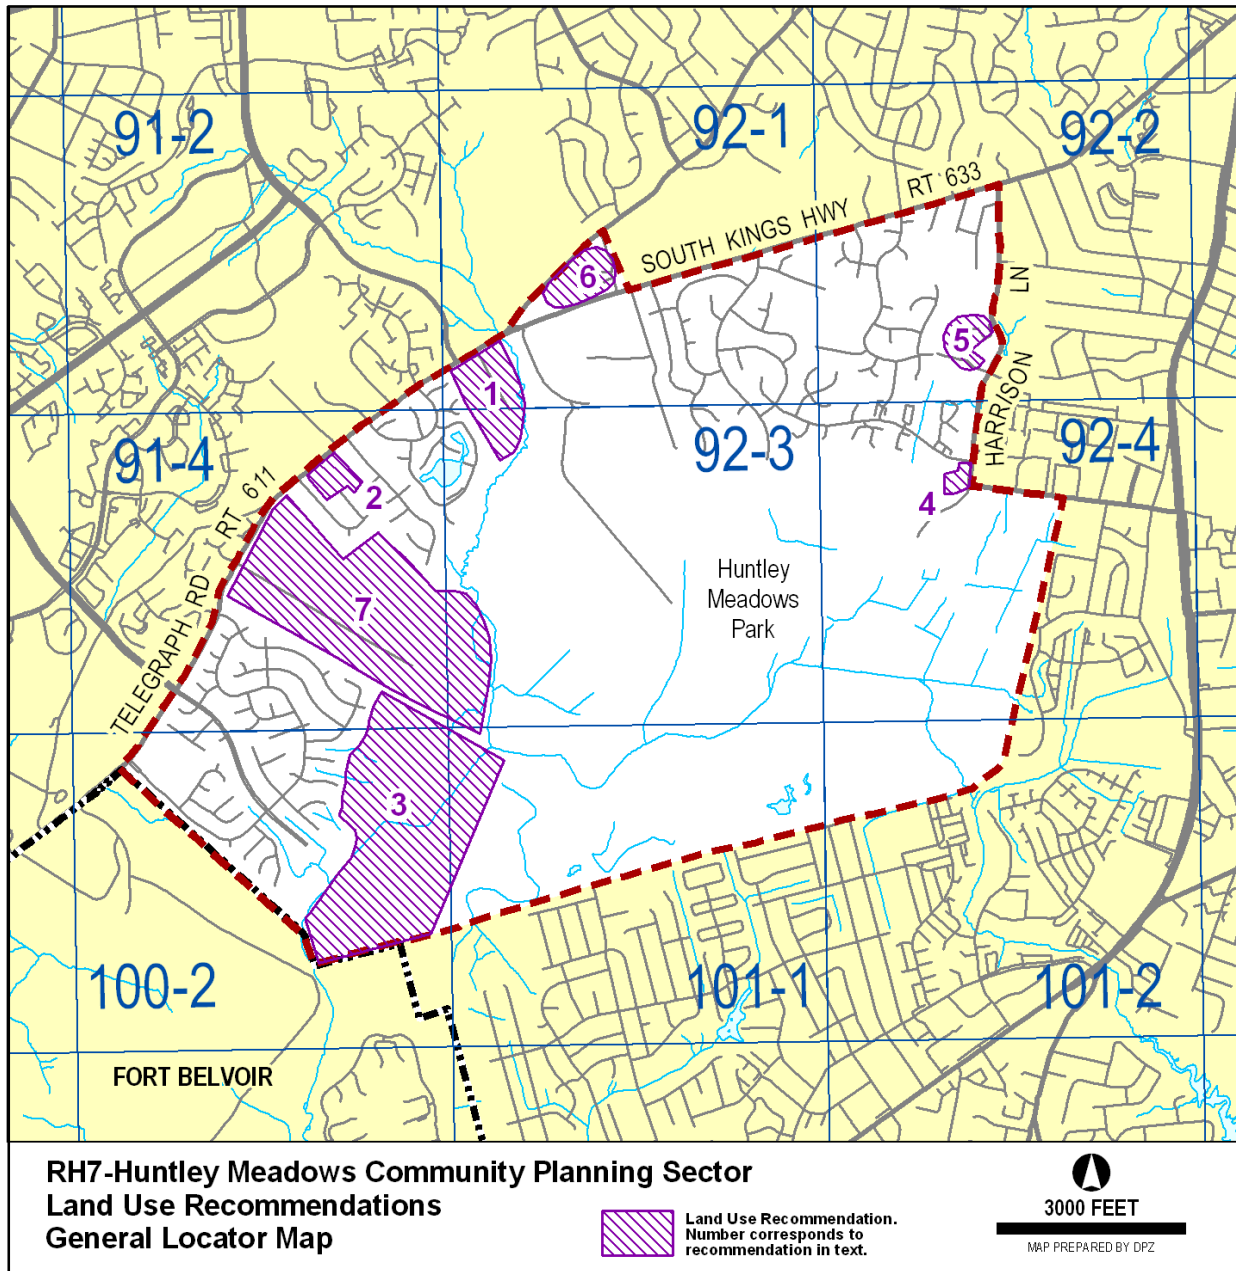 91-2
92-1
92-2
RT 633
SOUTH KINGS HWY
6
LN
5
1
HARRISON
91-4
92-3
92-4
RT 611
2
4
Huntley
Meadows
Park
7
TELEGRAPH RD
3
100-2
101-1
101-2
FORT BELVOIR
RH7-Huntley Meadows Community Planning Sector
Land Use Recommendations
General Locator Map
Land Use Recommendation.
Number corresponds to
recommendation in text.
3000 FEET
MAP PREPARED BY DPZ